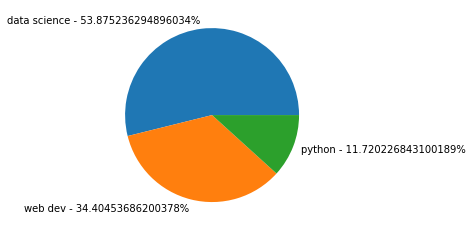 data science - 53.875236294896034%
python - 11.720226843100189%
web dev - 34.40453686200378%